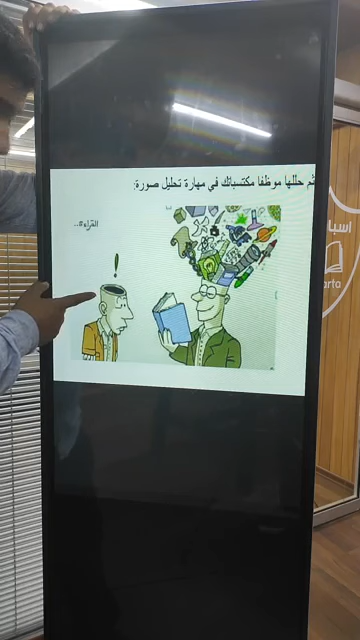 ثم حللها موظفا مكتسباتك في مهارة تحليل صورة:
القراءة..
!